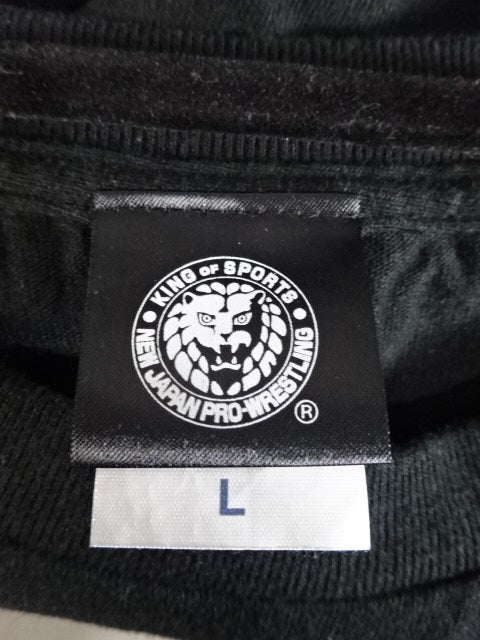 • KING OF SPORTS •
NEW JAPAN PRO-WRESTLING
®
L